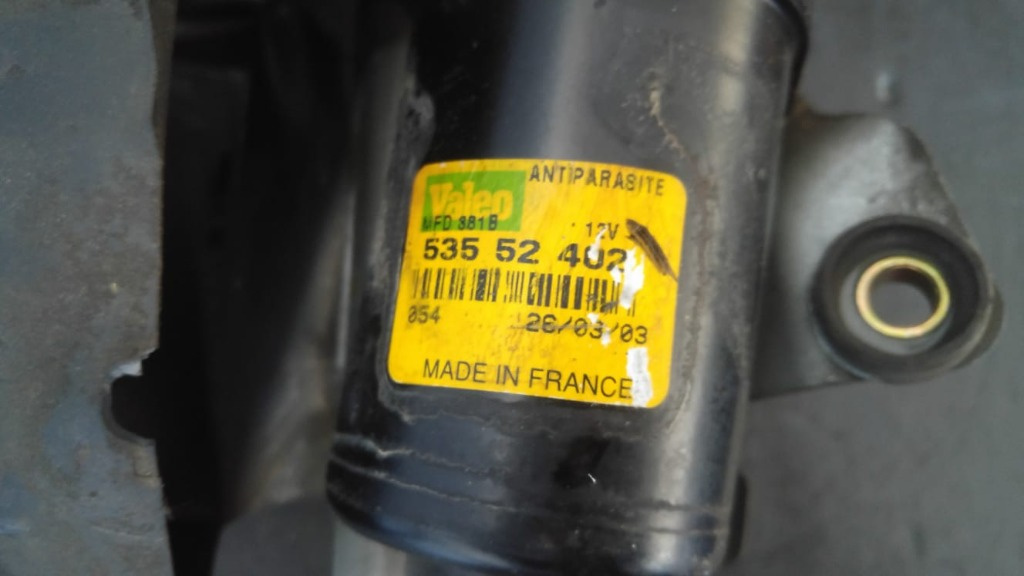 ANTIPARASITE
Valeo
MFD 881B 12V
535 52 402
054 26/03/03
MADE IN FRANCE